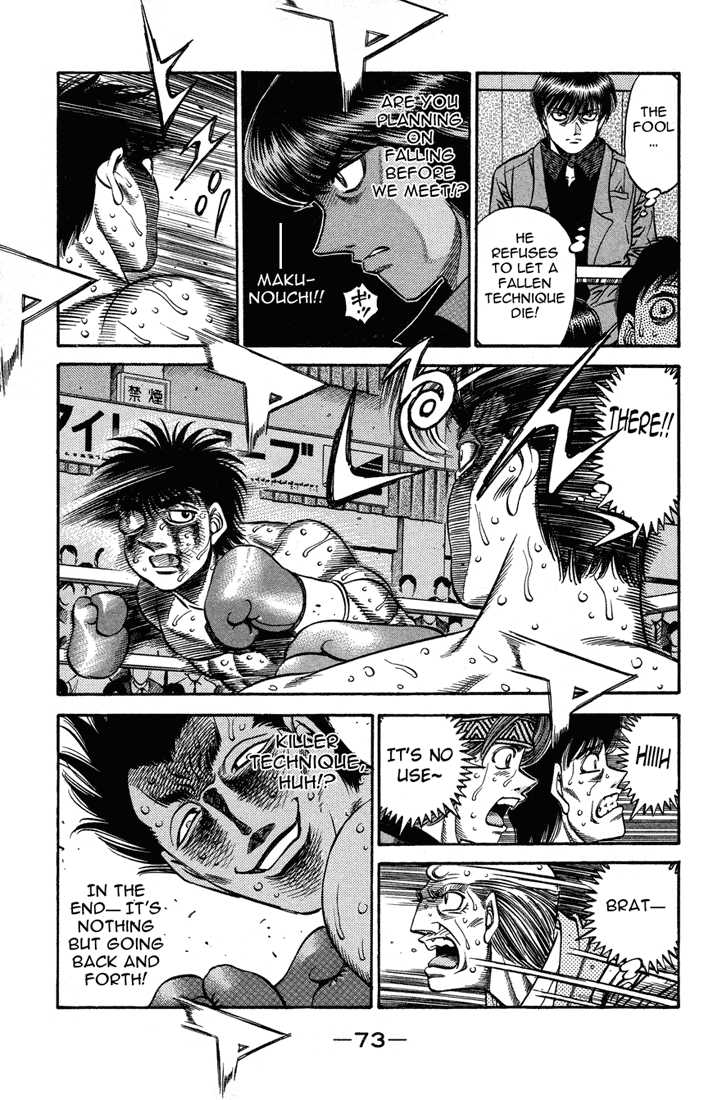 THE
FOOL
...
HE
REFUSES
TO LET A
FALLEN
TECHNIQUE
DIE!
ARE YOU
PLANNING
ON
FALLING
BEFORE
WE MEET!?
MAKU-
NOUCHI!!
ギッ
THERE!!
禁煙
HIIIH
IT'S NO
USE~
BRAT—
KILLER
TECHNIQUE,
HUH!?
IN THE
END— IT'S
NOTHING
BUT GOING
BACK AND
FORTH!
—73—